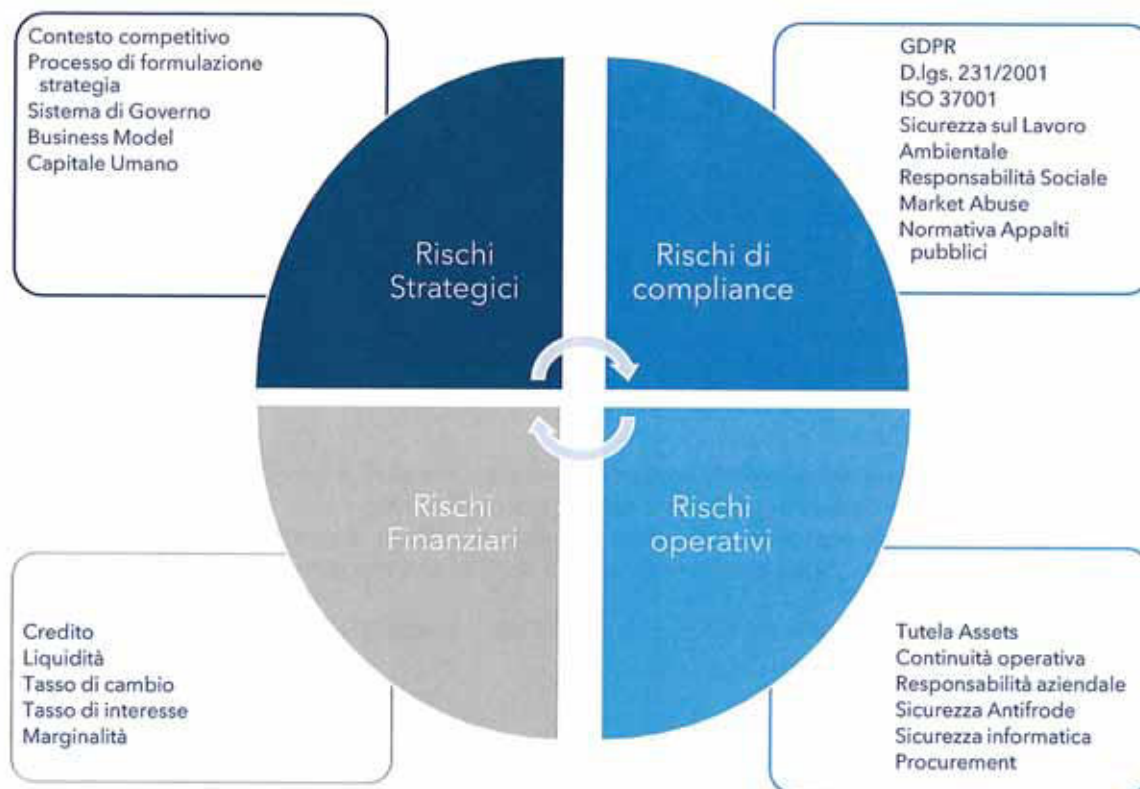 Contesto competitivo
Processo di formulazione
strategia
Sistema di Governo
Business Model
Capitale Umano
GDPR
D.lgs. 231/2001
ISO 37001
Sicurezza sul Lavoro
Ambientale
Responsabilità Sociale
Market Abuse
Normativa Appalti
pubblici
Rischi
Strategici
Rischi di
compliance
Rischi
Finanziari
Rischi
operativi
Credito
Liquidità
Tasso di cambio
Tasso di interesse
Marginalità
Tutela Assets
Continuità operativa
Responsabilità aziendale
Sicurezza Antifrode
Sicurezza informatica
Procurement